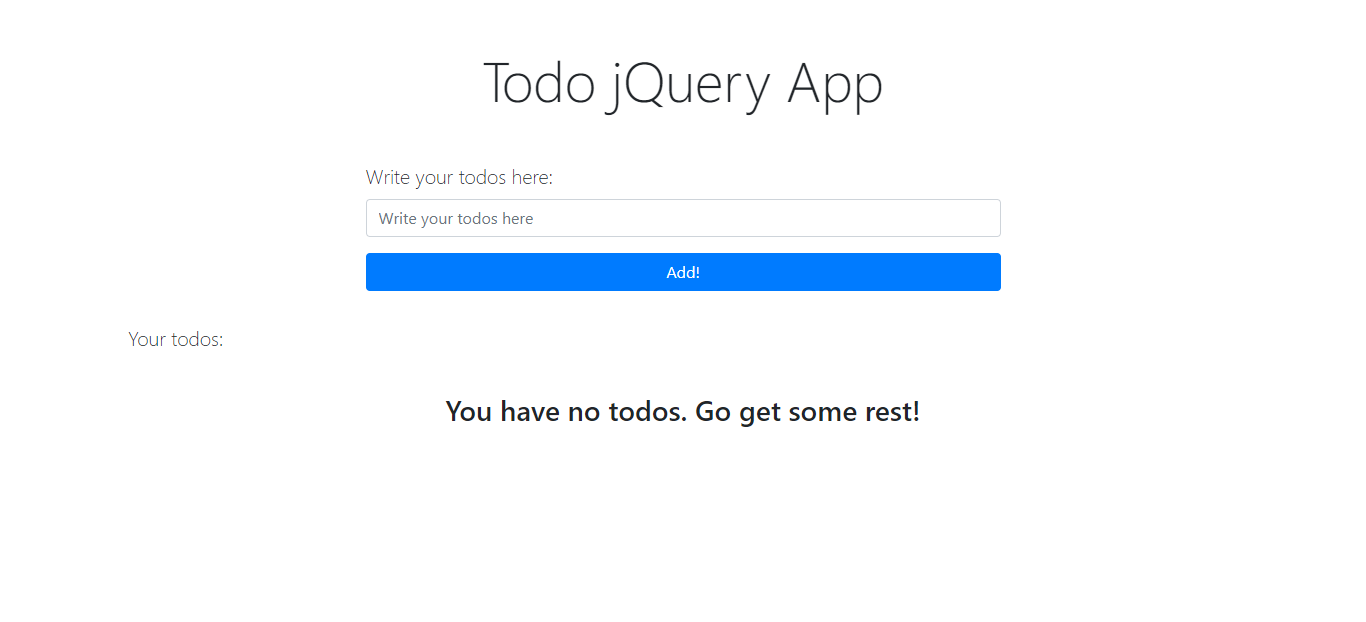 Todo jQuery App
Write your todos here:
Write your todos here
Add!
Your todos:
You have no todos. Go get some rest!